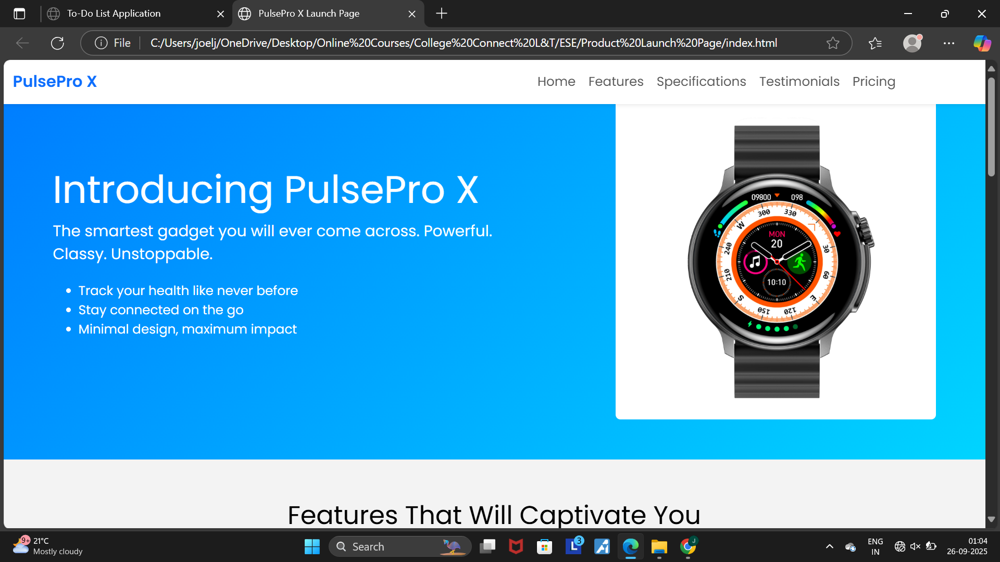 To-Do List Application
PulsePro X Launch Page
File
C:/Users/joelj/OneDrive/Desktop/Online%20Courses/College%20Connect%20L&T/ESE/Product%20Launch%20Page/index.html
PulsePro X
Home Features Specifications Testimonials Pricing
Introducing PulsePro X
The smartest gadget you will ever come across. Powerful.
Classy. Unstoppable.
Track your health like never before
Stay connected on the go
Minimal design, maximum impact
09800 098
300 330
W
240 30
MON
20
210 60
10:10
S E
150 120
Features That Will Captivate You
9+
21°C
Mostly cloudy
Search
L
3
J
ENG
IN
01:04
26-09-2025